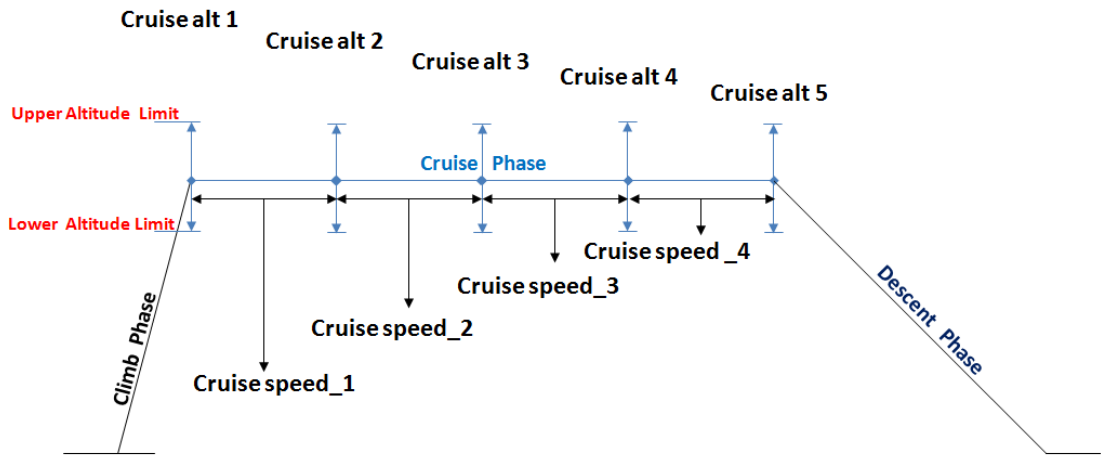 Cruise alt 1
Cruise alt 2
Cruise alt 3
Cruise alt 4
Cruise alt 5
Upper Altitude Limit
Cruise Phase
Lower Altitude Limit
Cruise speed _4
Cruise speed_3
Cruise speed_2
Cruise speed_1
Climb Phase
Descent Phase